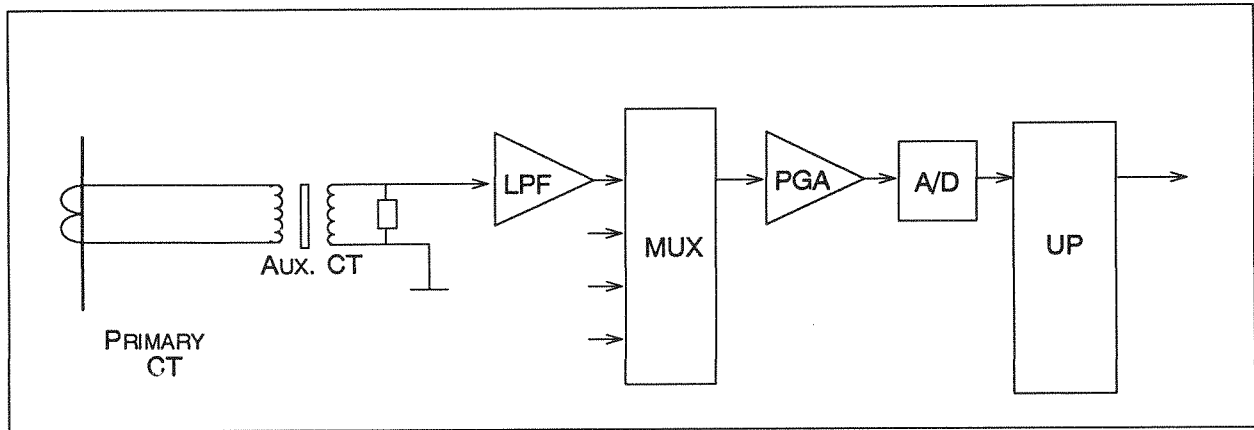 LPF
MUX
PGA
A/D
UP
AUX. CT
PRIMARY
CT